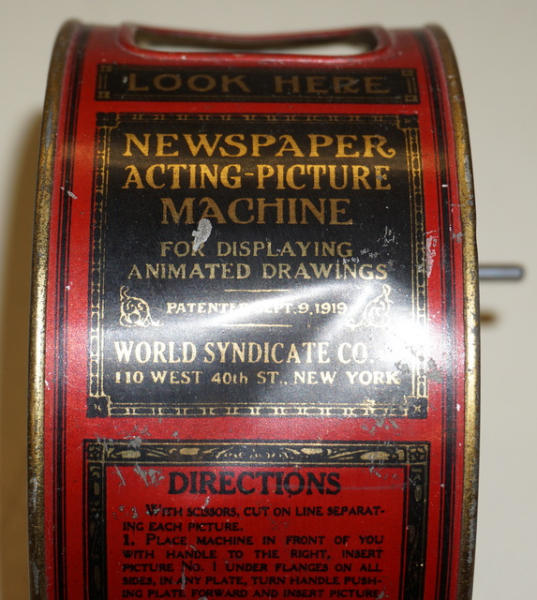 LOOK HERE
NEWSPAPER
ACTING-PICTURE
MACHINE
FOR DISPLAYING
ANIMATED DRAWINGS
PATENTED SEPT. 9, 1919
WORLD SYNDICATE CO.
110 WEST 40th ST., NEW YORK
DIRECTIONS
WITH SCISSORS, CUT ON LINE SEPARAT-
ING EACH PICTURE.
1. PLACE MACHINE IN FRONT OF YOU
WITH HANDLE TO THE RIGHT, INSERT
PICTURE NO. 1 UNDER FLANGES ON ALL
SIDES, IN ANY PLATE, TURN HANDLE PUSH-
ING PLATE FORWARD AND INSERT PICTURE